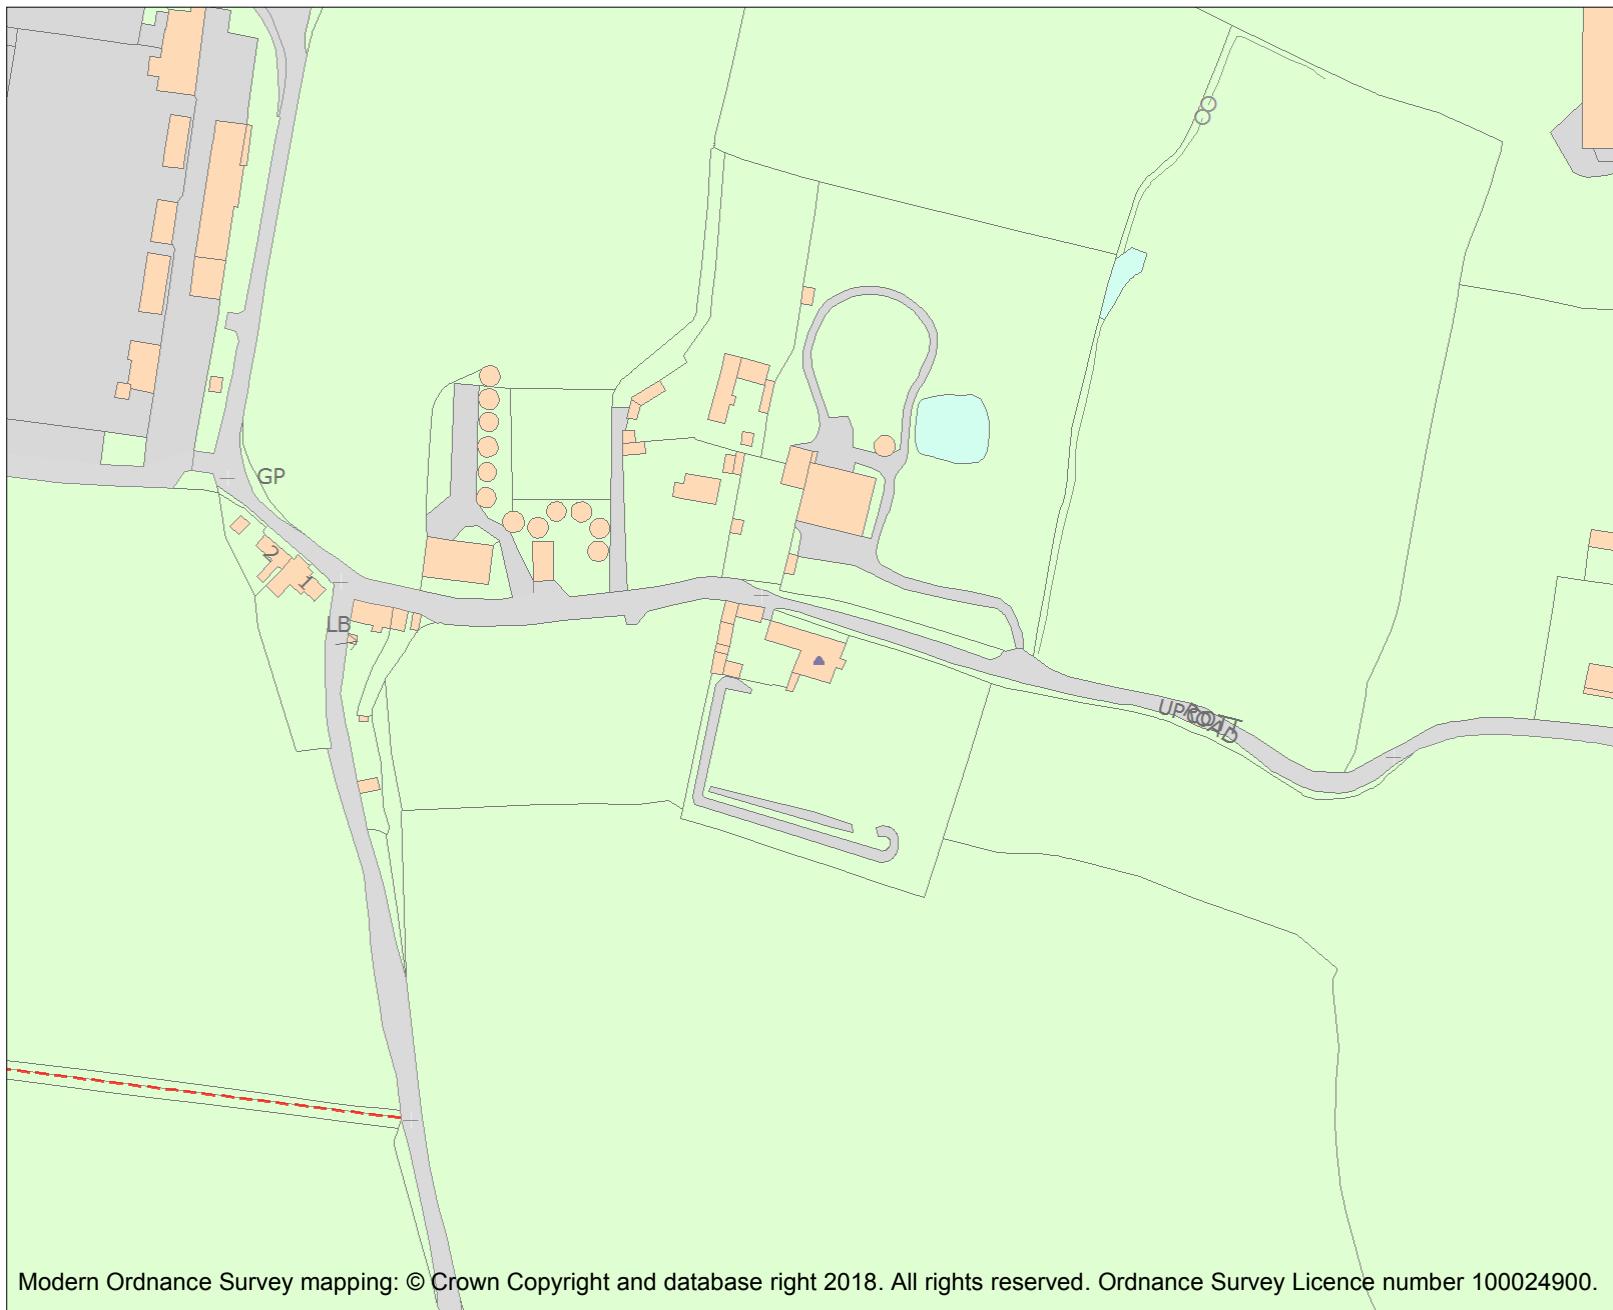 GP
2
1
LB
UPCOTT
ROAD
Modern Ordnance Survey mapping: © Crown Copyright and database right 2018. All rights reserved. Ordnance Survey Licence number 100024900.